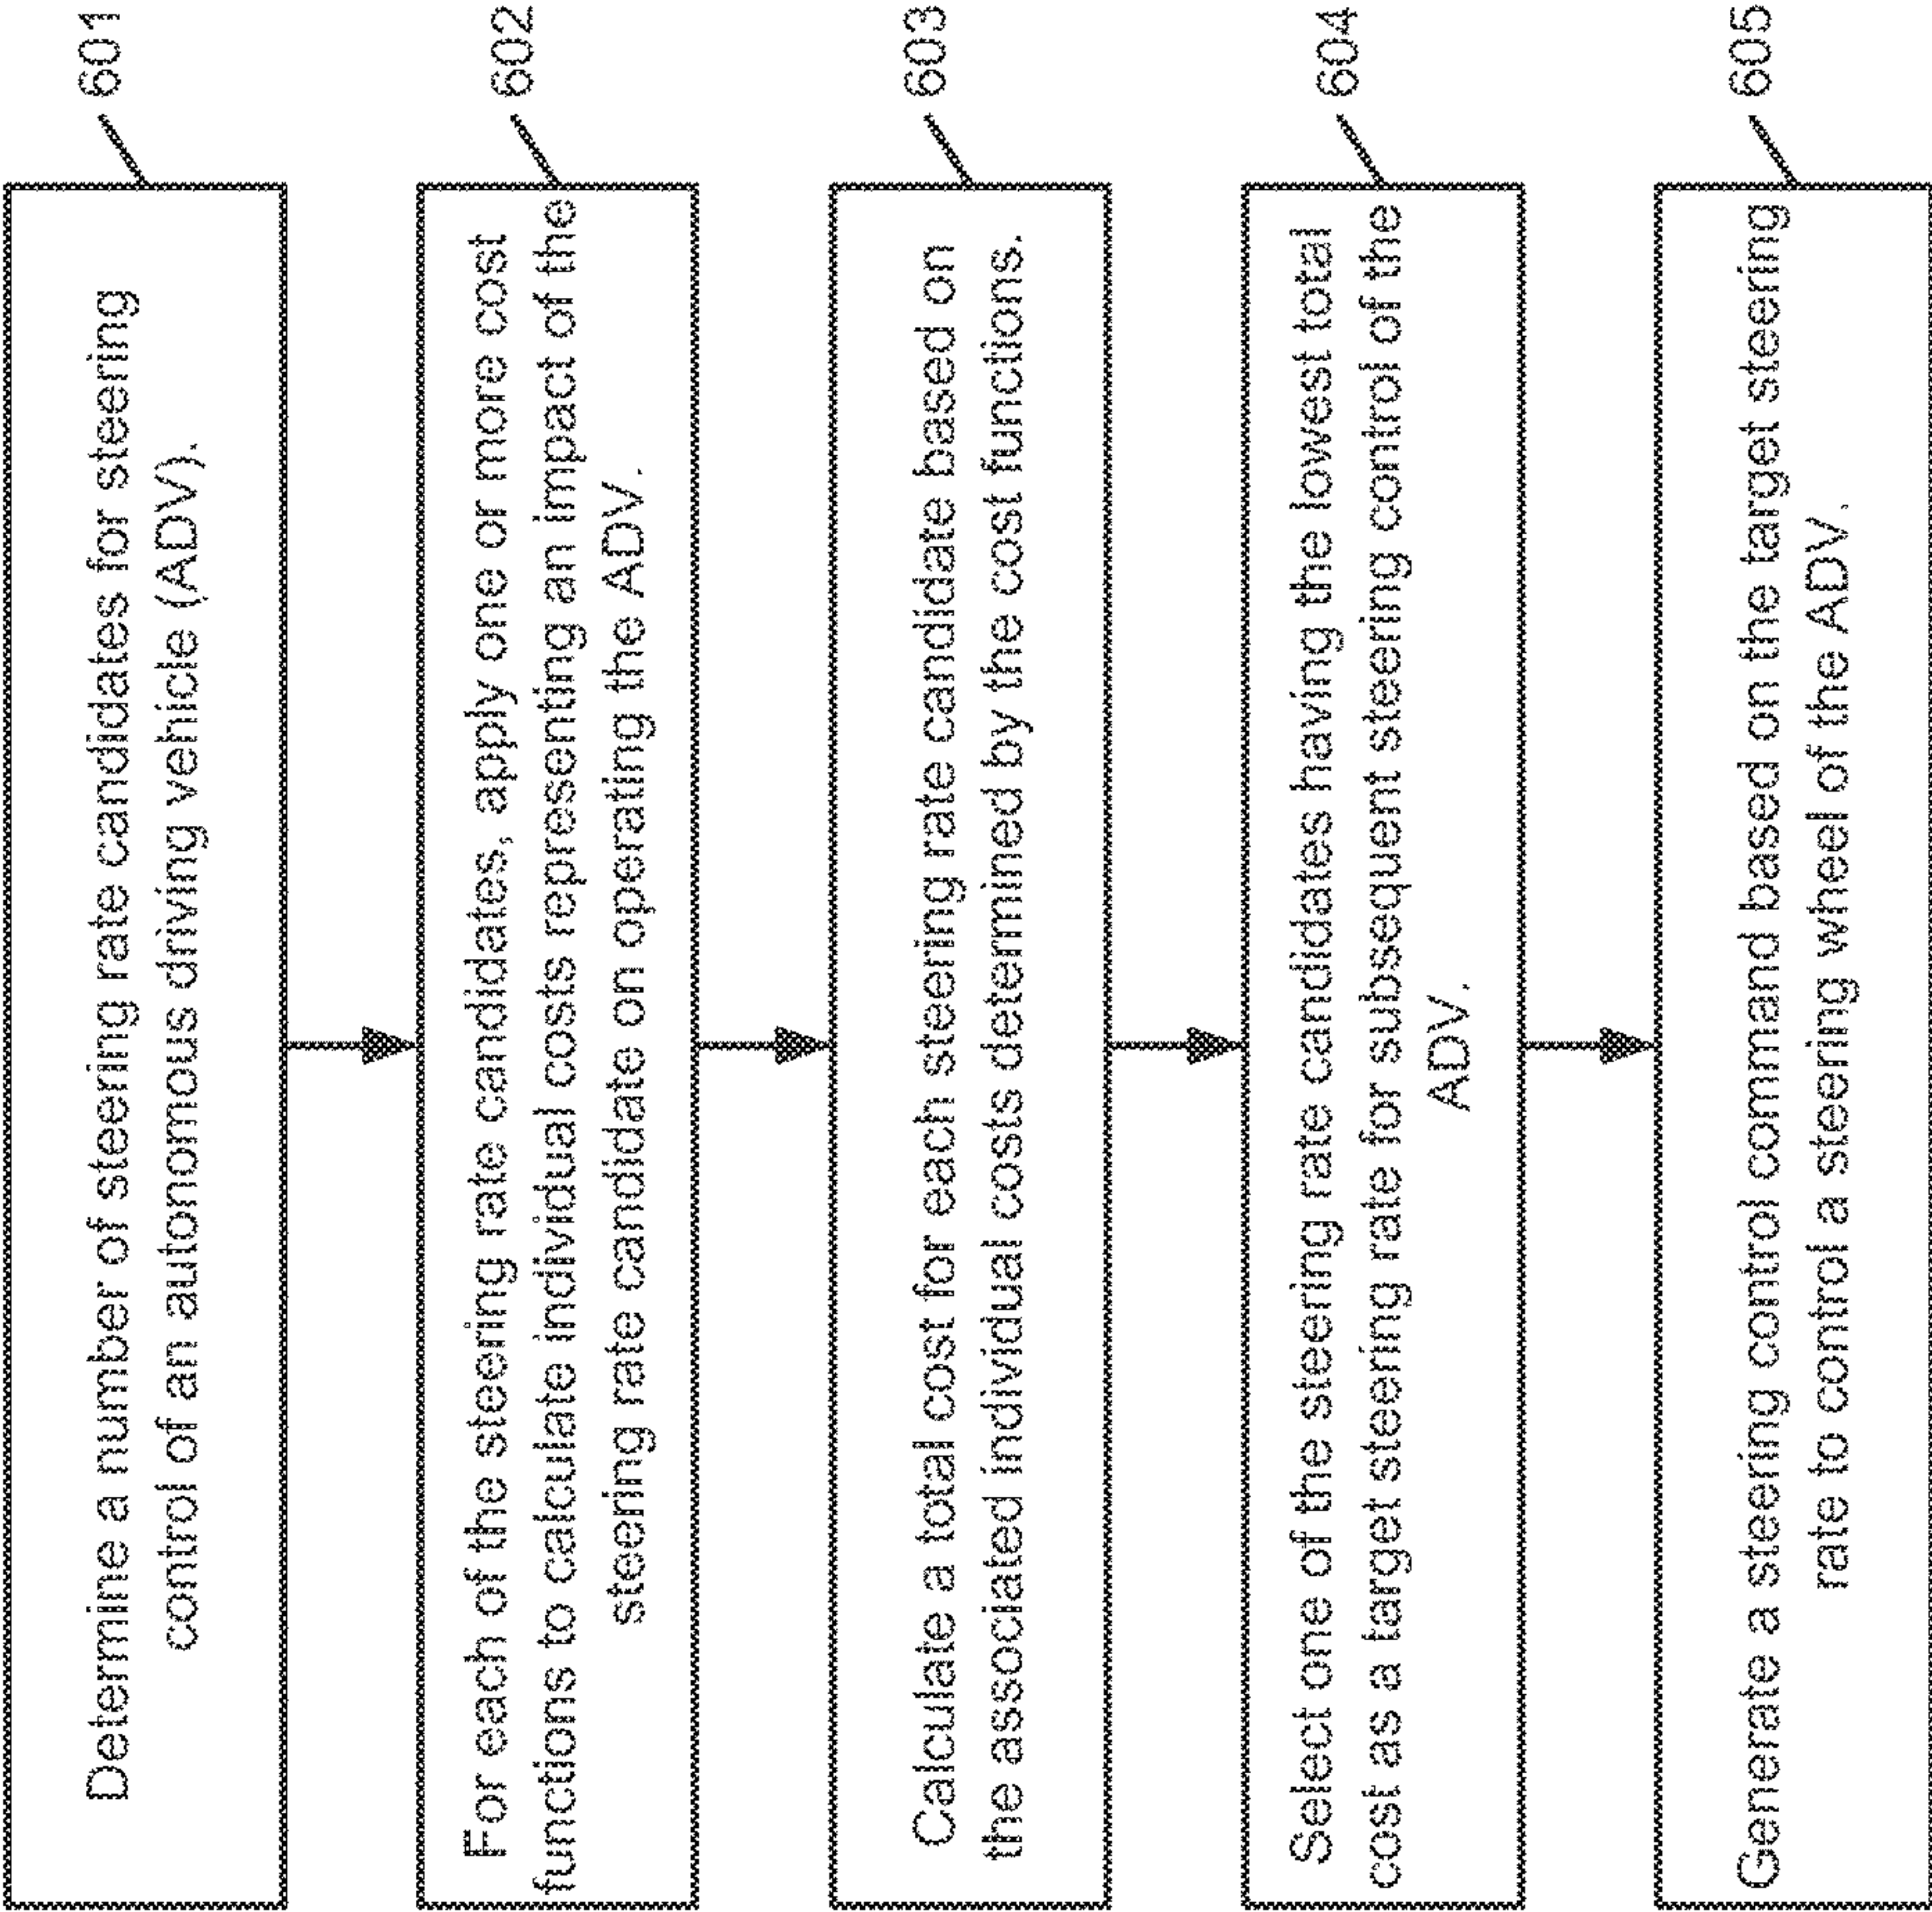 Determine a number of steering rate candidates for steering
control of an autonomous driving vehicle (ADV).
601
For each of the steering rate candidates, apply one or more cost
functions to calculate individual costs representing an impact of the
steering rate candidate on operating the ADV.
602
Calculate a total cost for each steering rate candidate based on
the associated individual costs determined by the cost functions.
603
Select one of the steering rate candidates having the lowest total
cost as a target steering rate for subsequent steering control of the
ADV.
604
Generate a steering control command based on the target steering
rate to control a steering wheel of the ADV.
605